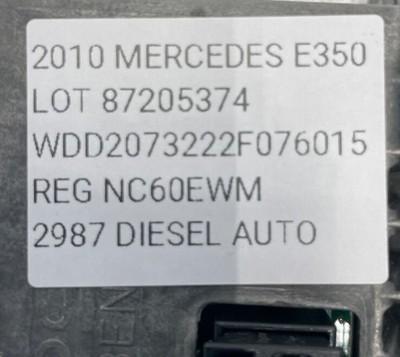 2010 MERCEDES E350
LOT 87205374
WDD2073222F076015
REG NC60EWM
2987 DIESEL AUTO